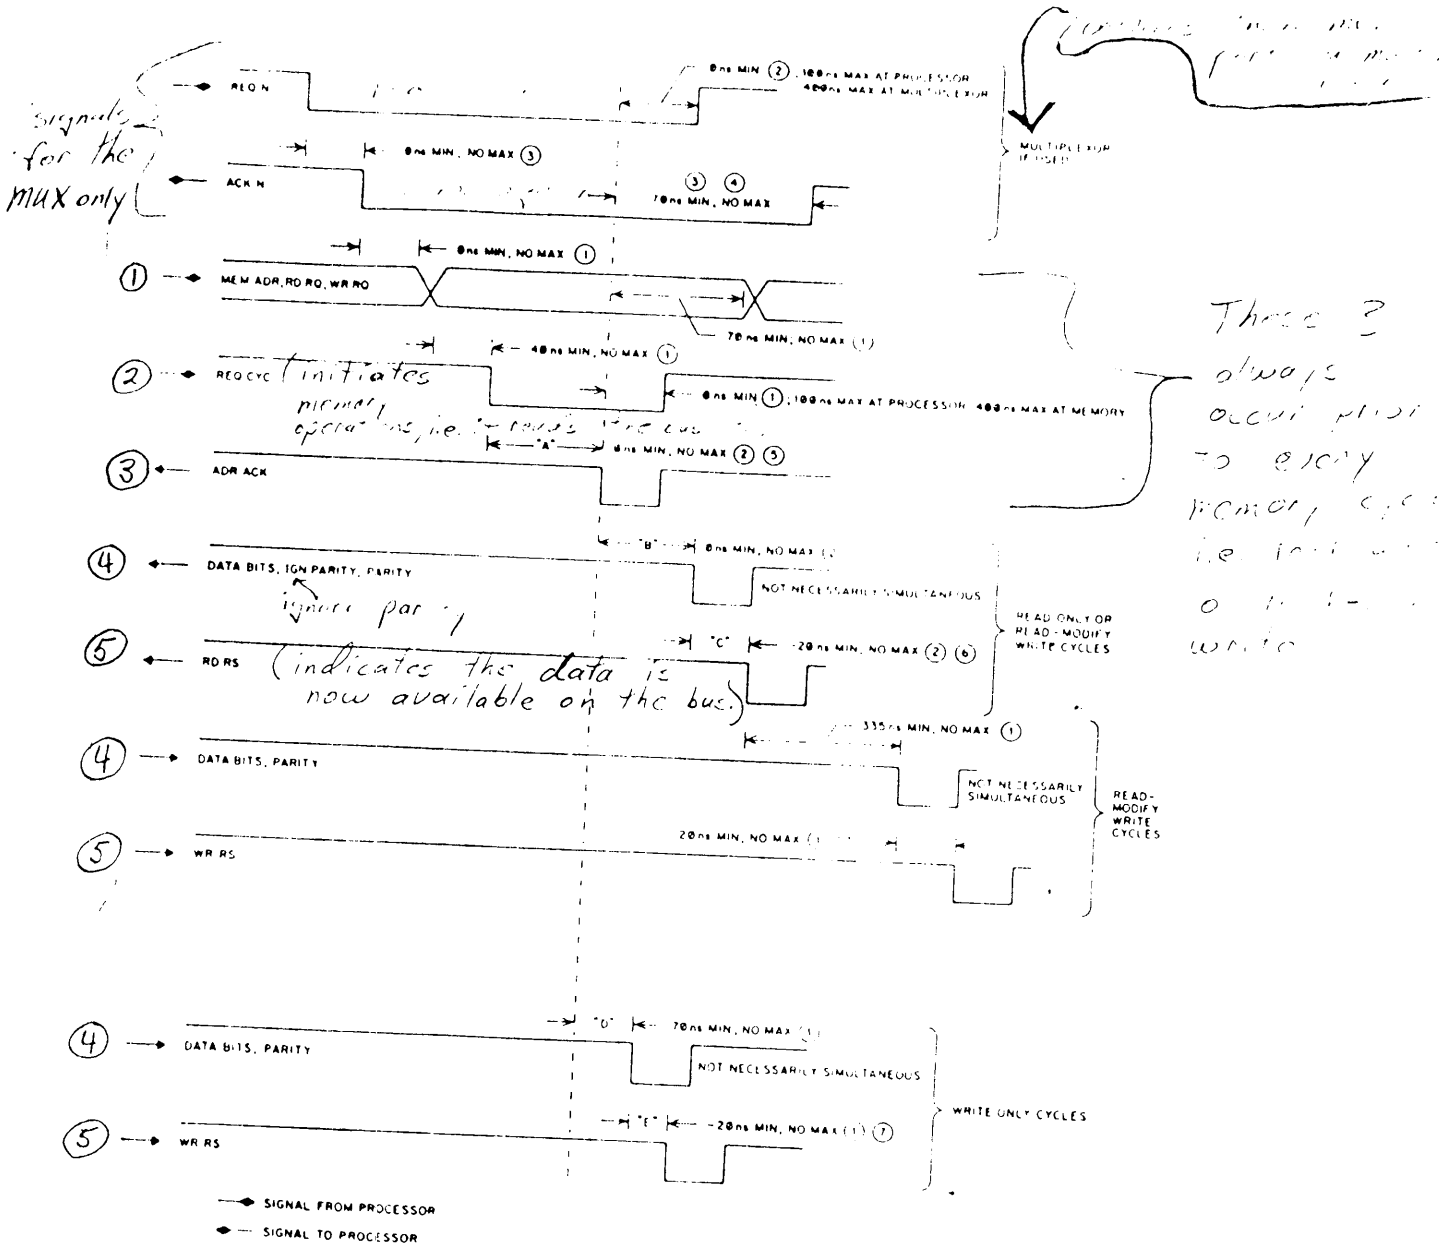 0ns MIN ②, 100ns MAX AT PROCESSOR
400ns MAX AT MULTIPLEXOR
REQ N
signals
for the
MUX only
MULTIPLEXOR
IF USED
0ns MIN, NO MAX ③
ACK N
③ ④
70ns MIN, NO MAX
0ns MIN, NO MAX ①
① MEM ADR, RD RQ, WR RQ
70ns MIN, NO MAX (1)
These 3
always
occur
to every
memory
i.e.
write
40ns MIN, NO MAX ①
② REQ CYC (initiates
memory
0ns MIN ①, 100ns MAX AT PROCESSOR 400ns MAX AT MEMORY
"A" 0ns MIN, NO MAX ② ⑤
③ ADR ACK
"B" 0ns MIN, NO MAX (2
④ DATA BITS, IGN PARITY, PARITY
NOT NECESSARILY SIMULTANEOUS
ignore
READ ONLY OR
READ-MODIFY
WRITE CYCLES
"C" -20ns MIN, NO MAX ② ⑥
⑤ RD RS (indicates the data is
now available on the bus.)
335ns MIN, NO MAX ①
④ DATA BITS, PARITY
NOT NECESSARILY
SIMULTANEOUS
READ-
MODIFY
WRITE
CYCLES
20ns MIN, NO MAX (1
⑤ WR RS
"D" 70ns MIN, NO MAX (1)
④ DATA BITS, PARITY
NOT NECESSARILY SIMULTANEOUS
WRITE ONLY CYCLES
"E" -20ns MIN, NO MAX (1) ⑦
⑤ WR RS
SIGNAL FROM PROCESSOR
SIGNAL TO PROCESSOR